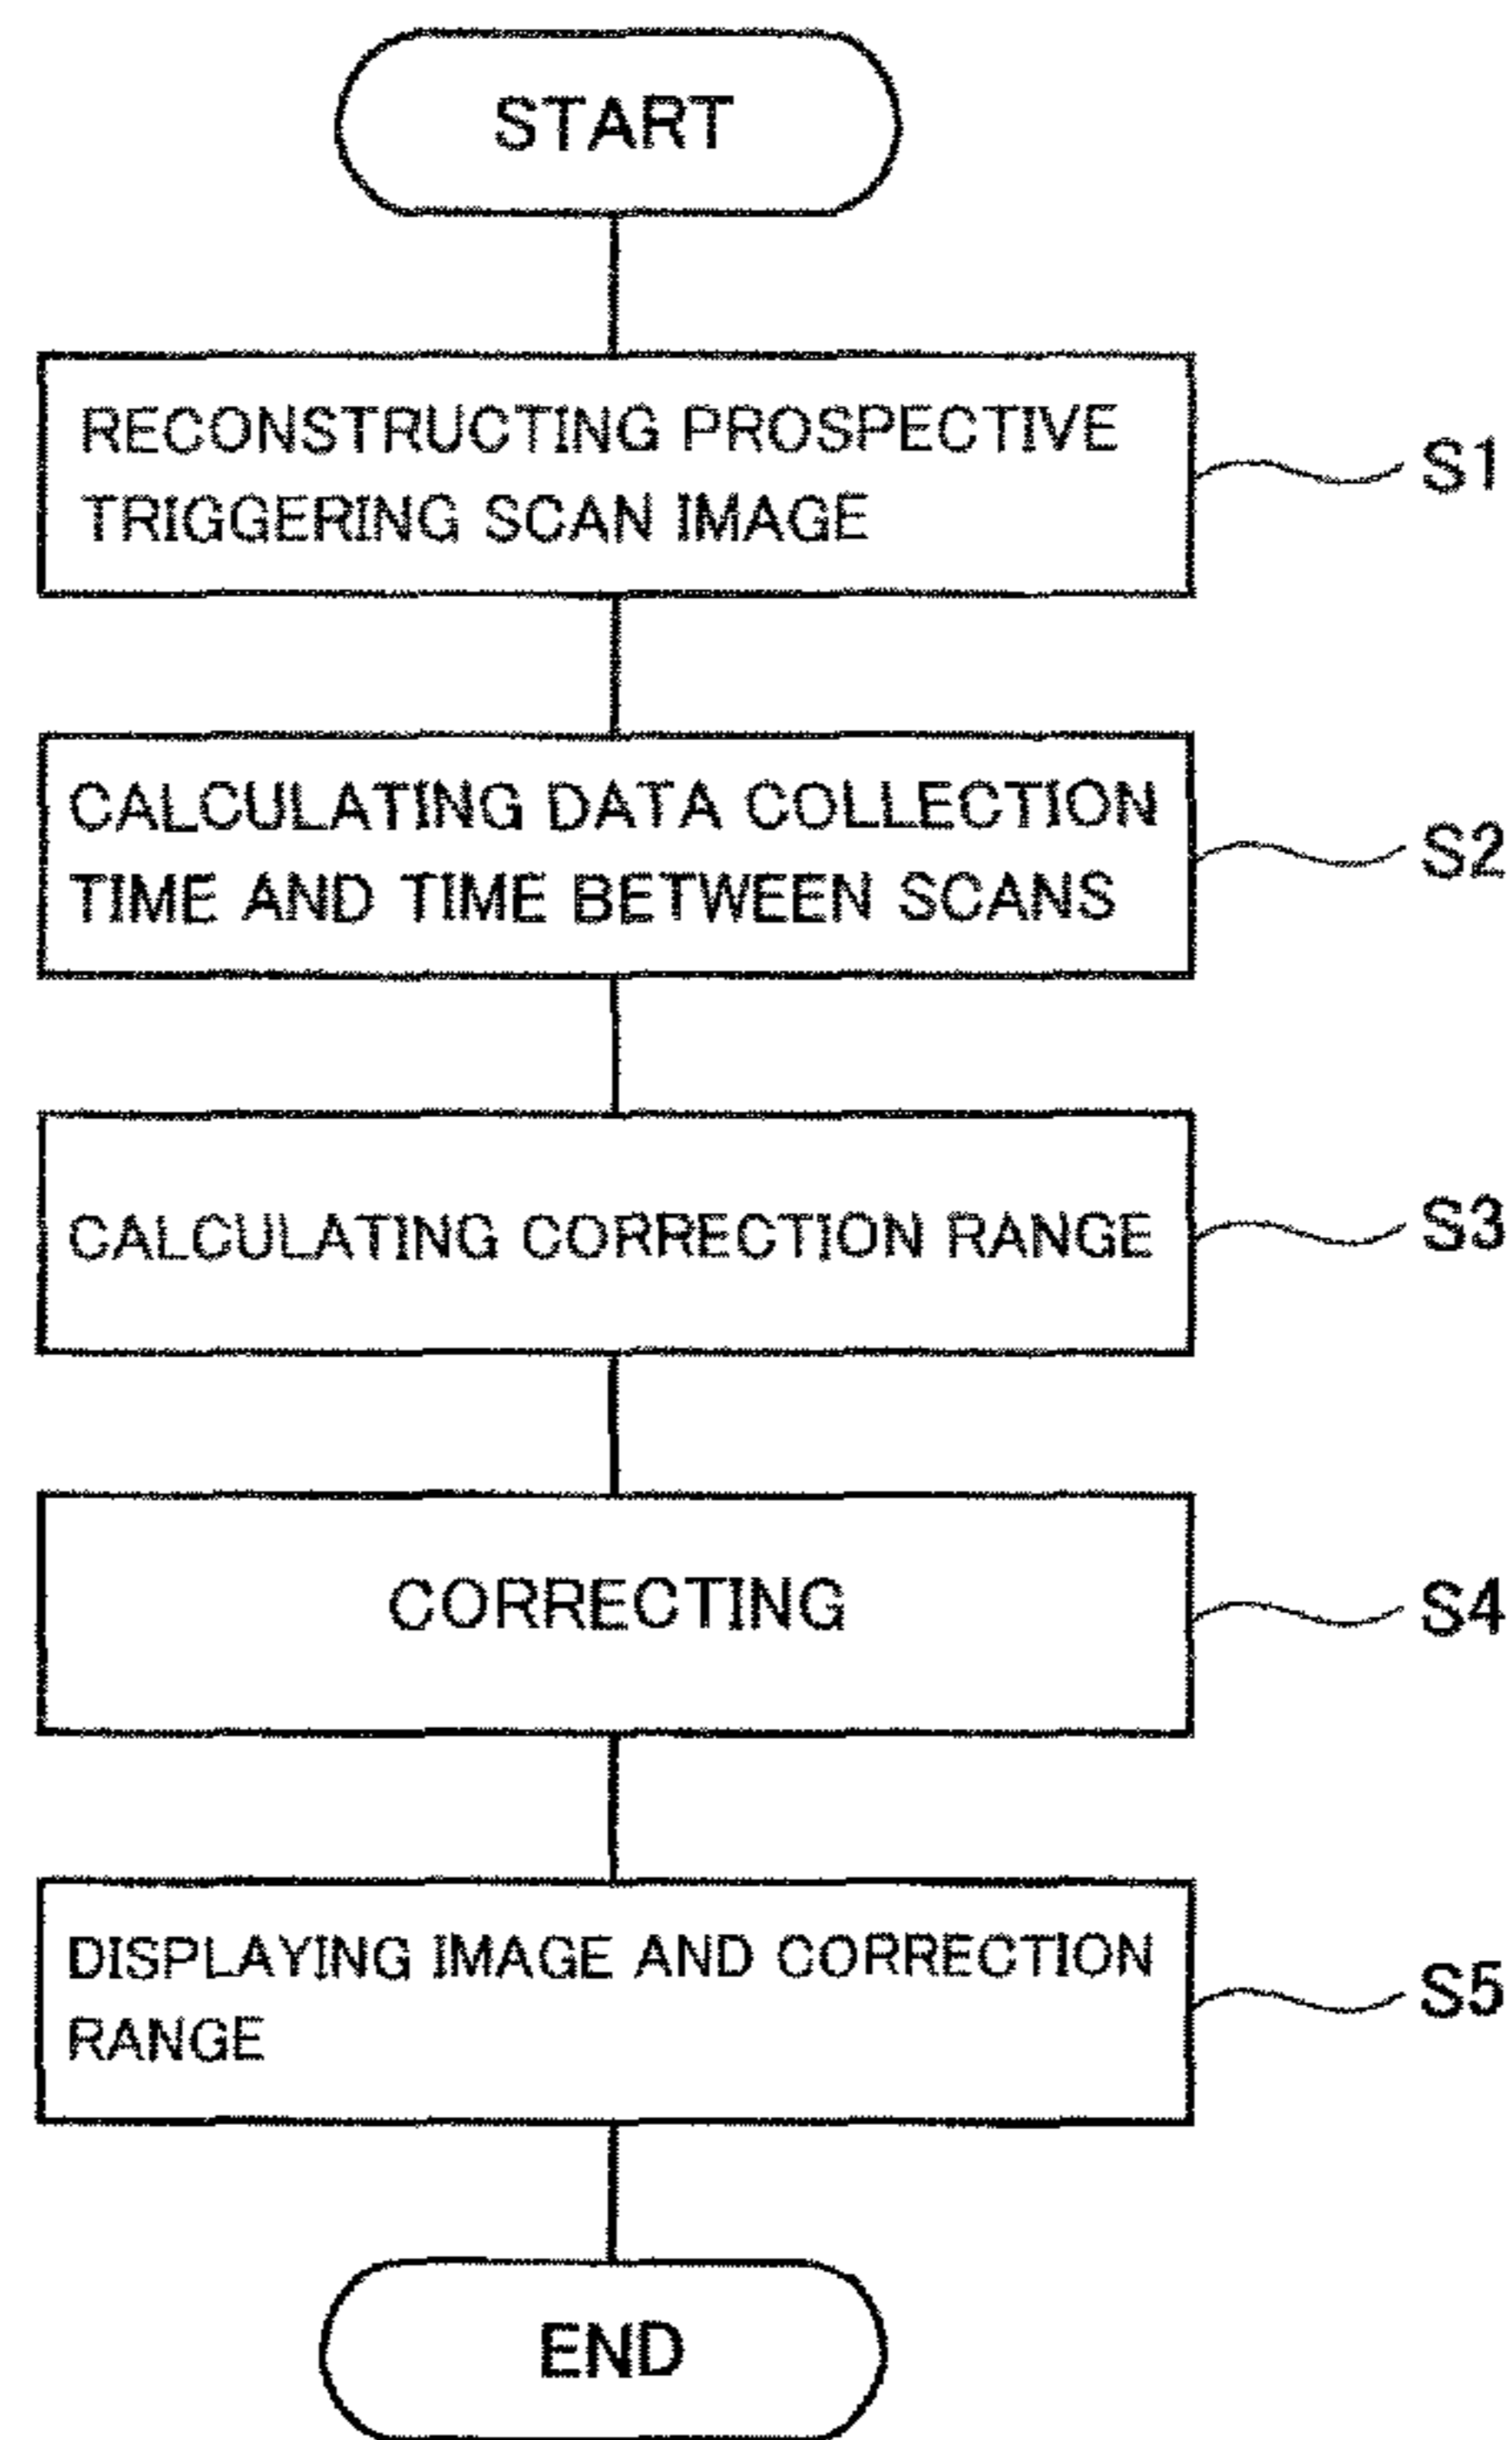 START
RECONSTRUCTING PROSPECTIVE
TRIGGERING SCAN IMAGE
S1
CALCULATING DATA COLLECTION
TIME AND TIME BETWEEN SCANS
S2
CALCULATING CORRECTION RANGE
S3
CORRECTING
S4
DISPLAYING IMAGE AND CORRECTION
RANGE
S5
END